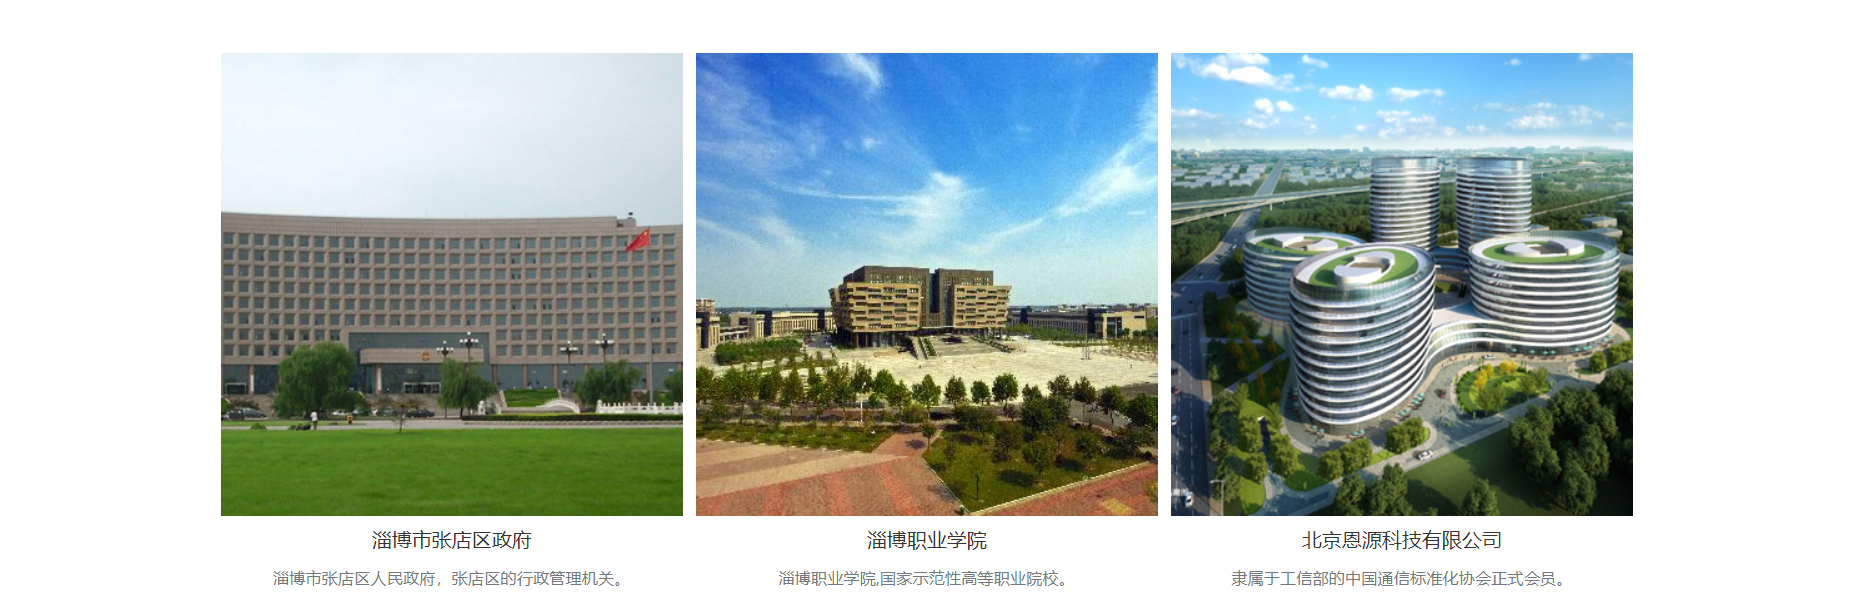 淄博市张店区政府
淄博职业学院
北京恩源科技有限公司
淄博市张店区人民政府，张店区的行政管理机关。
淄博职业学院,国家示范性高等职业院校。
隶属于工信部的中国通信标准化协会正式会员。